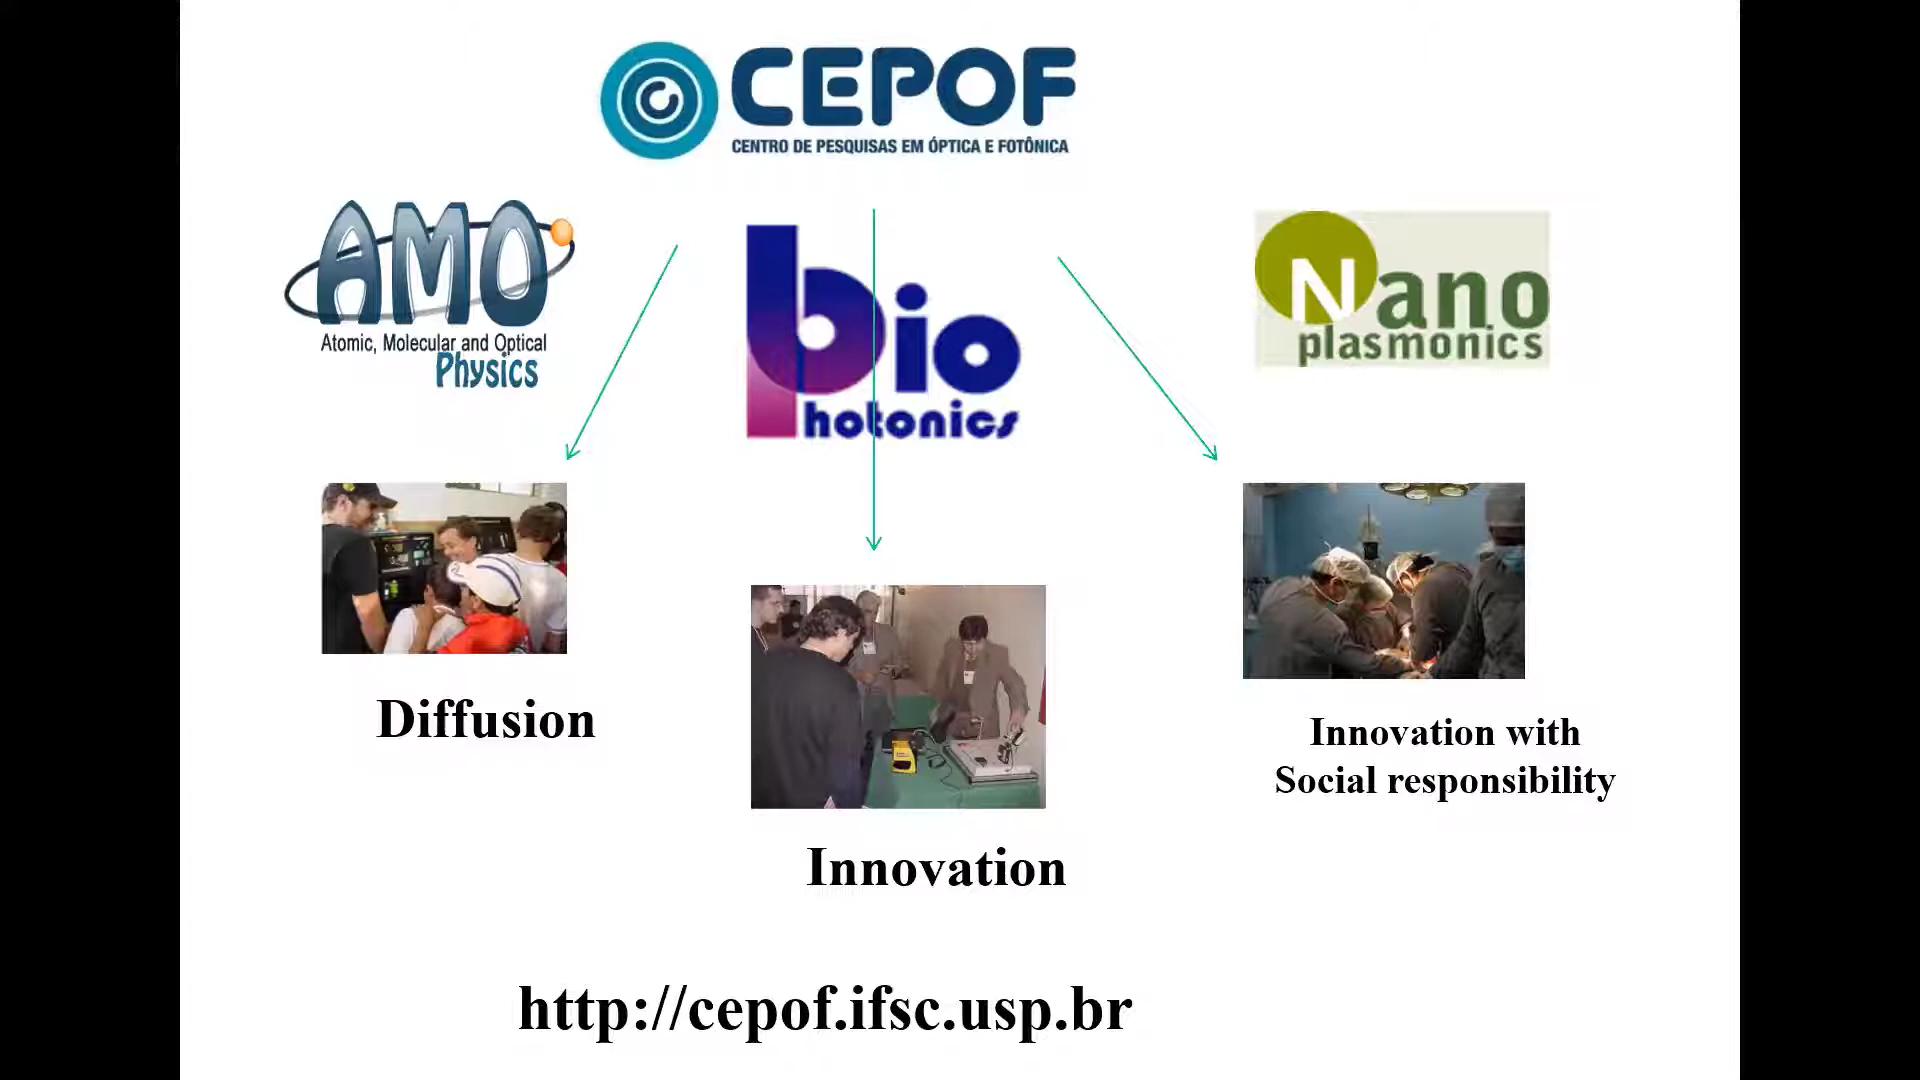 CEPOF
CENTRO DE PESQUISAS EM ÓPTICA E FOTÔNICA
AMO
Atomic, Molecular and Optical
Physics
bio
photonics
Nano
plasmonics
Diffusion
Innovation with
Social responsibility
Innovation
http://cepof.ifsc.usp.br